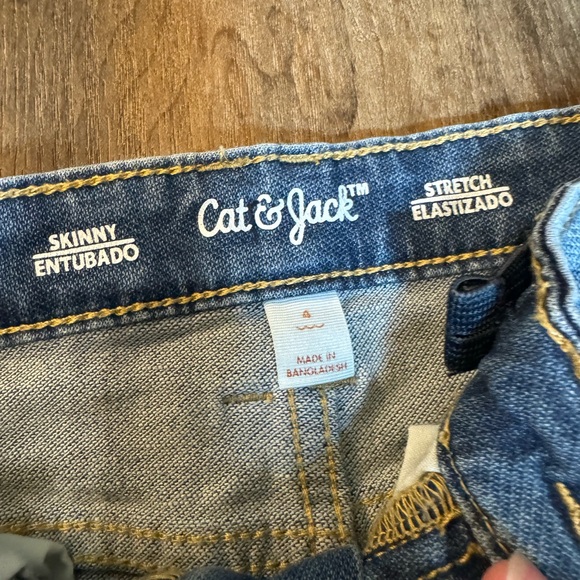 Cat & Jack™
SKINNY
ENTUBADO
STRETCH
ELASTIZADO
4
MADE IN
BANGLADESH